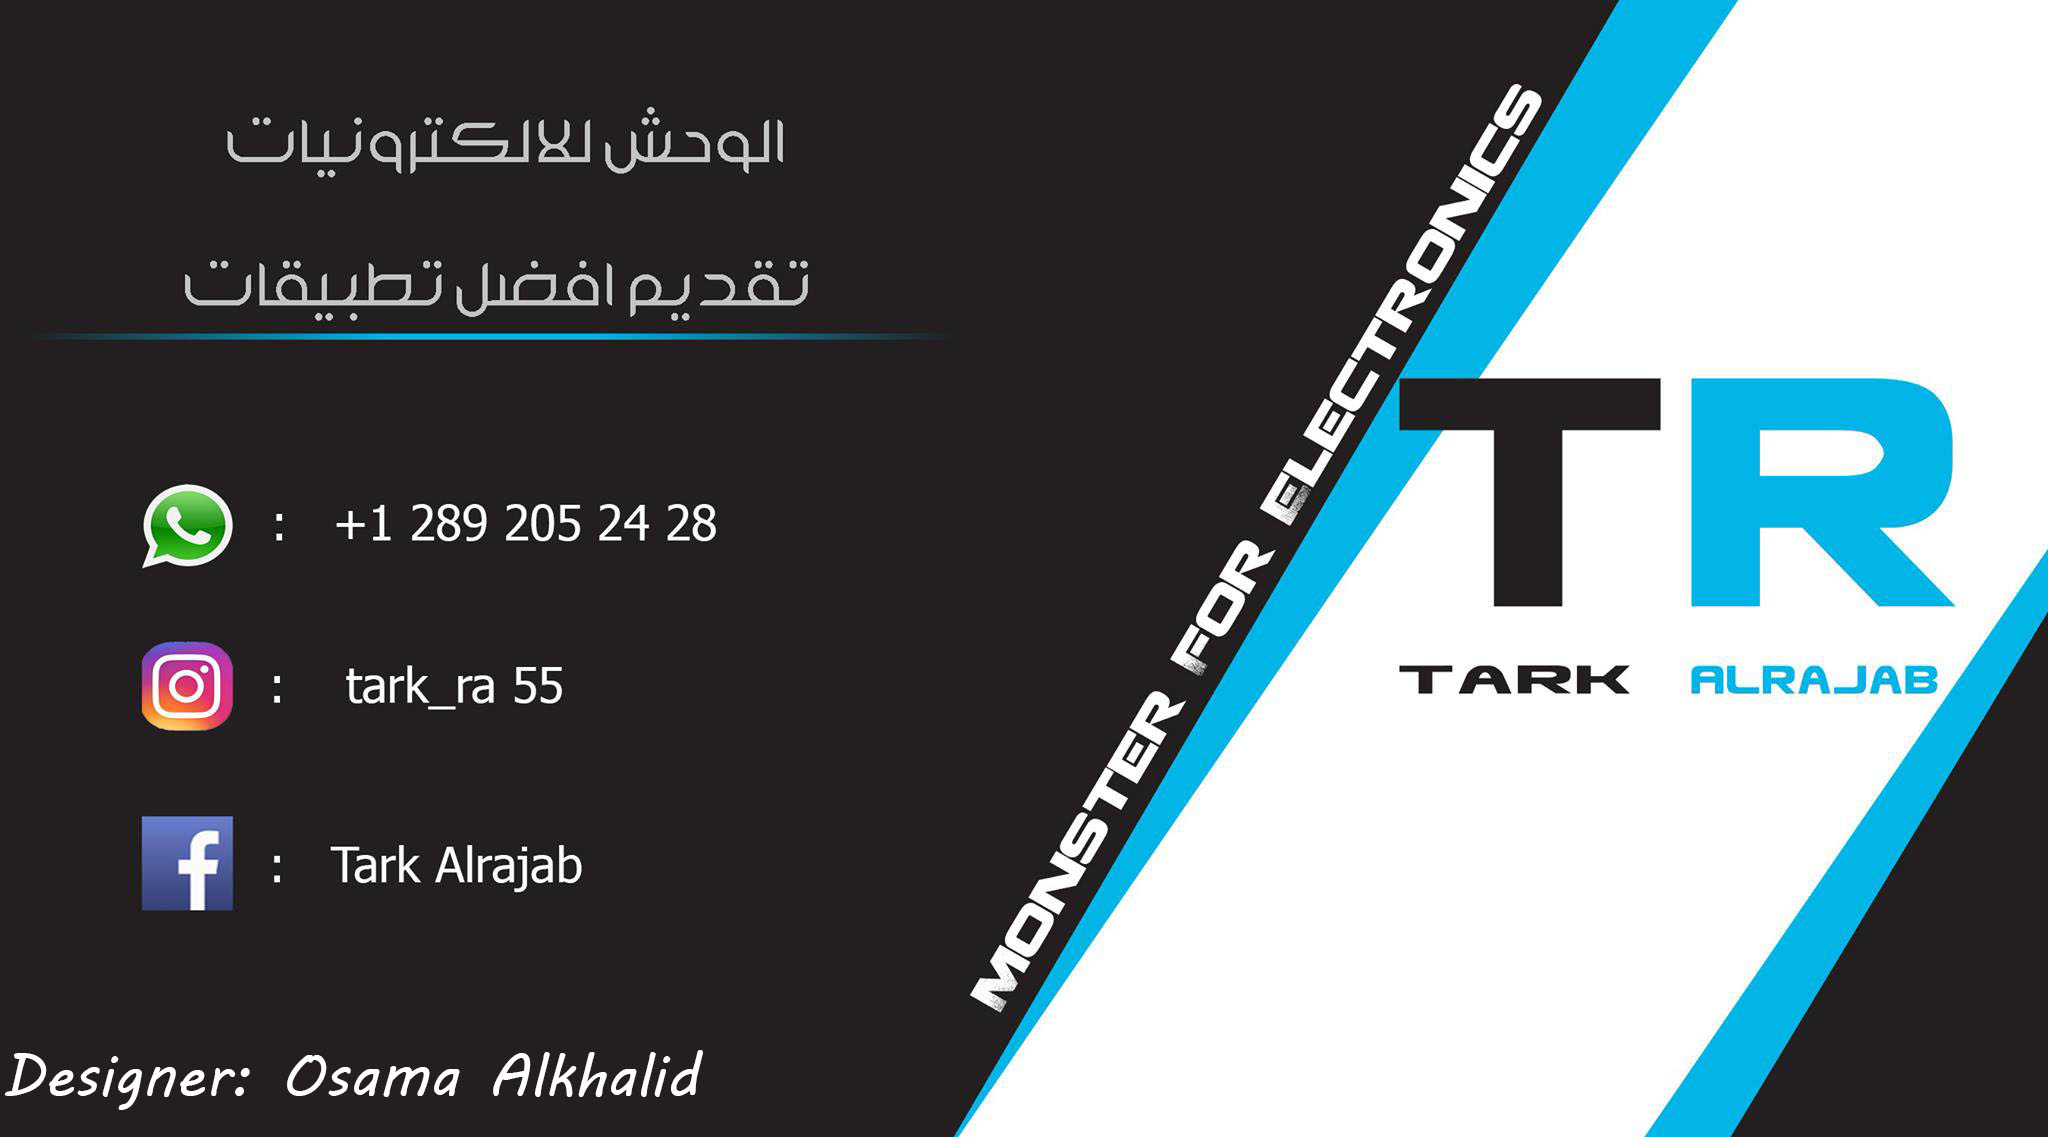 الوحش للالكترونيات
تقديم افضل تطبيقات
: +1 289 205 24 28
: tark_ra 55
: Tark Alrajab
Designer: Osama Alkhalid
MONSTER FOR ELECTRONICS
TR
TARK ALRAJAB